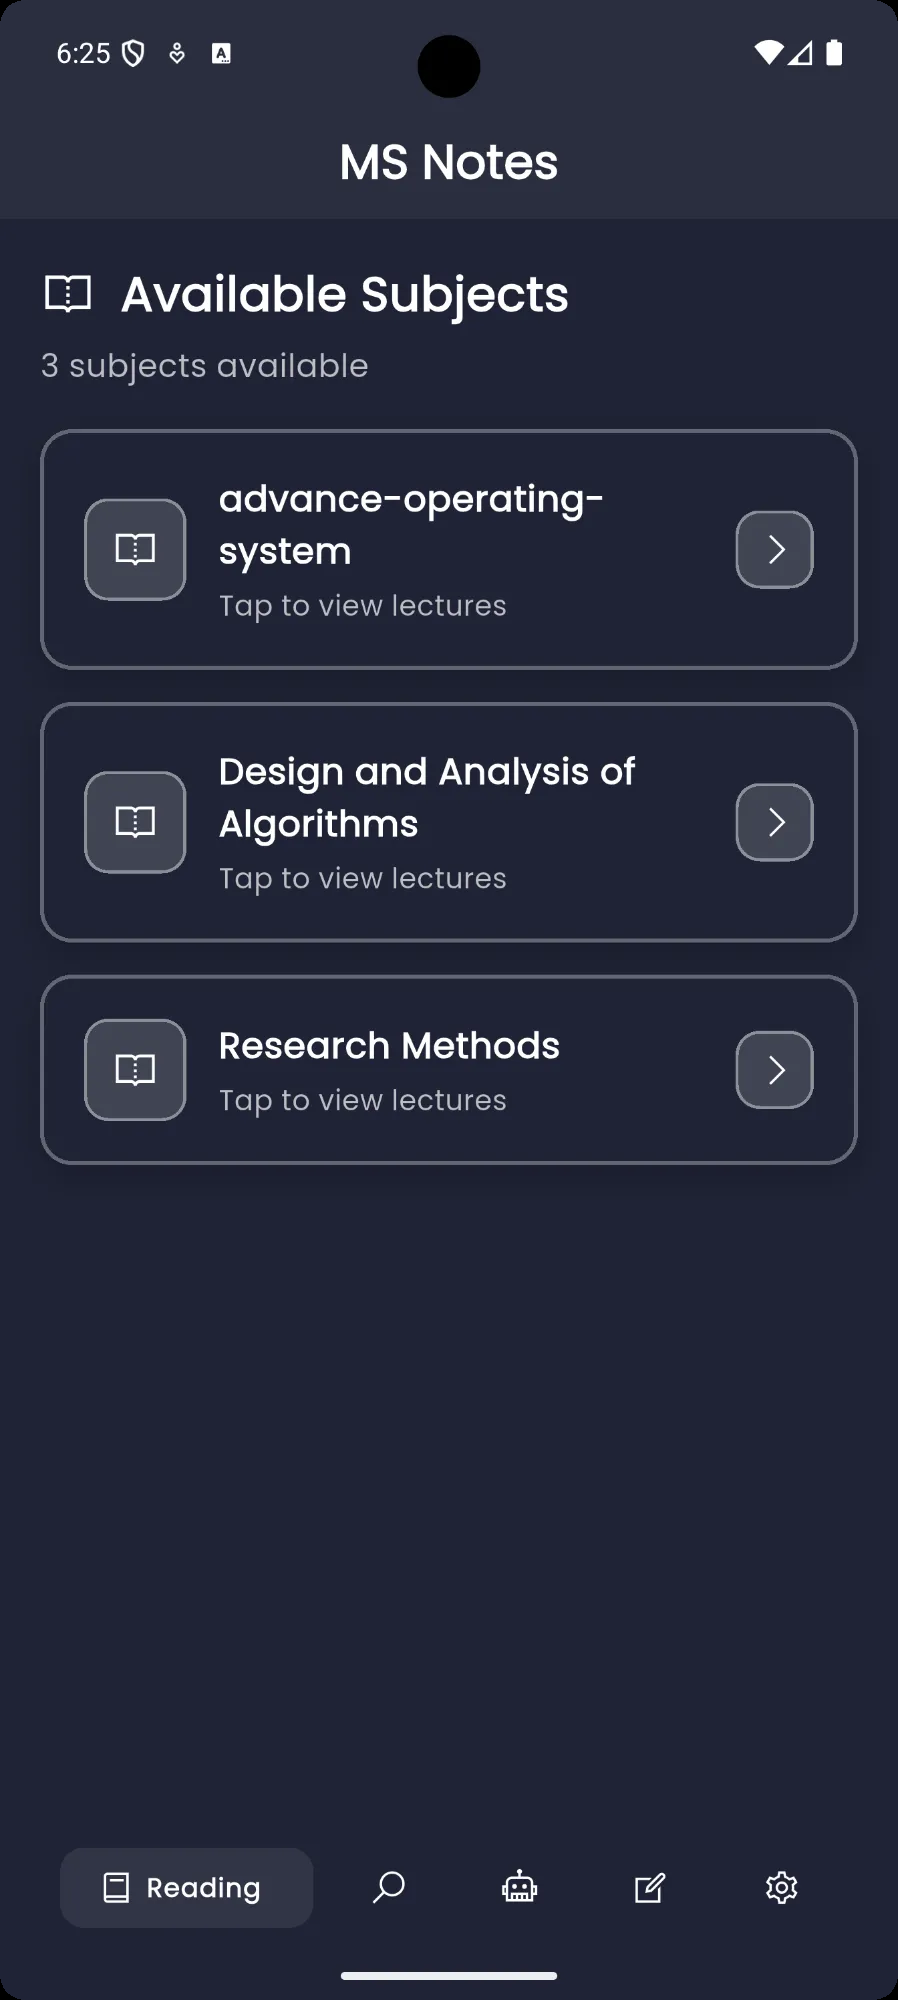 6:25
MS Notes
Available Subjects
3 subjects available
advance-operating-
system
Tap to view lectures
Design and Analysis of
Algorithms
Tap to view lectures
Research Methods
Tap to view lectures
Reading